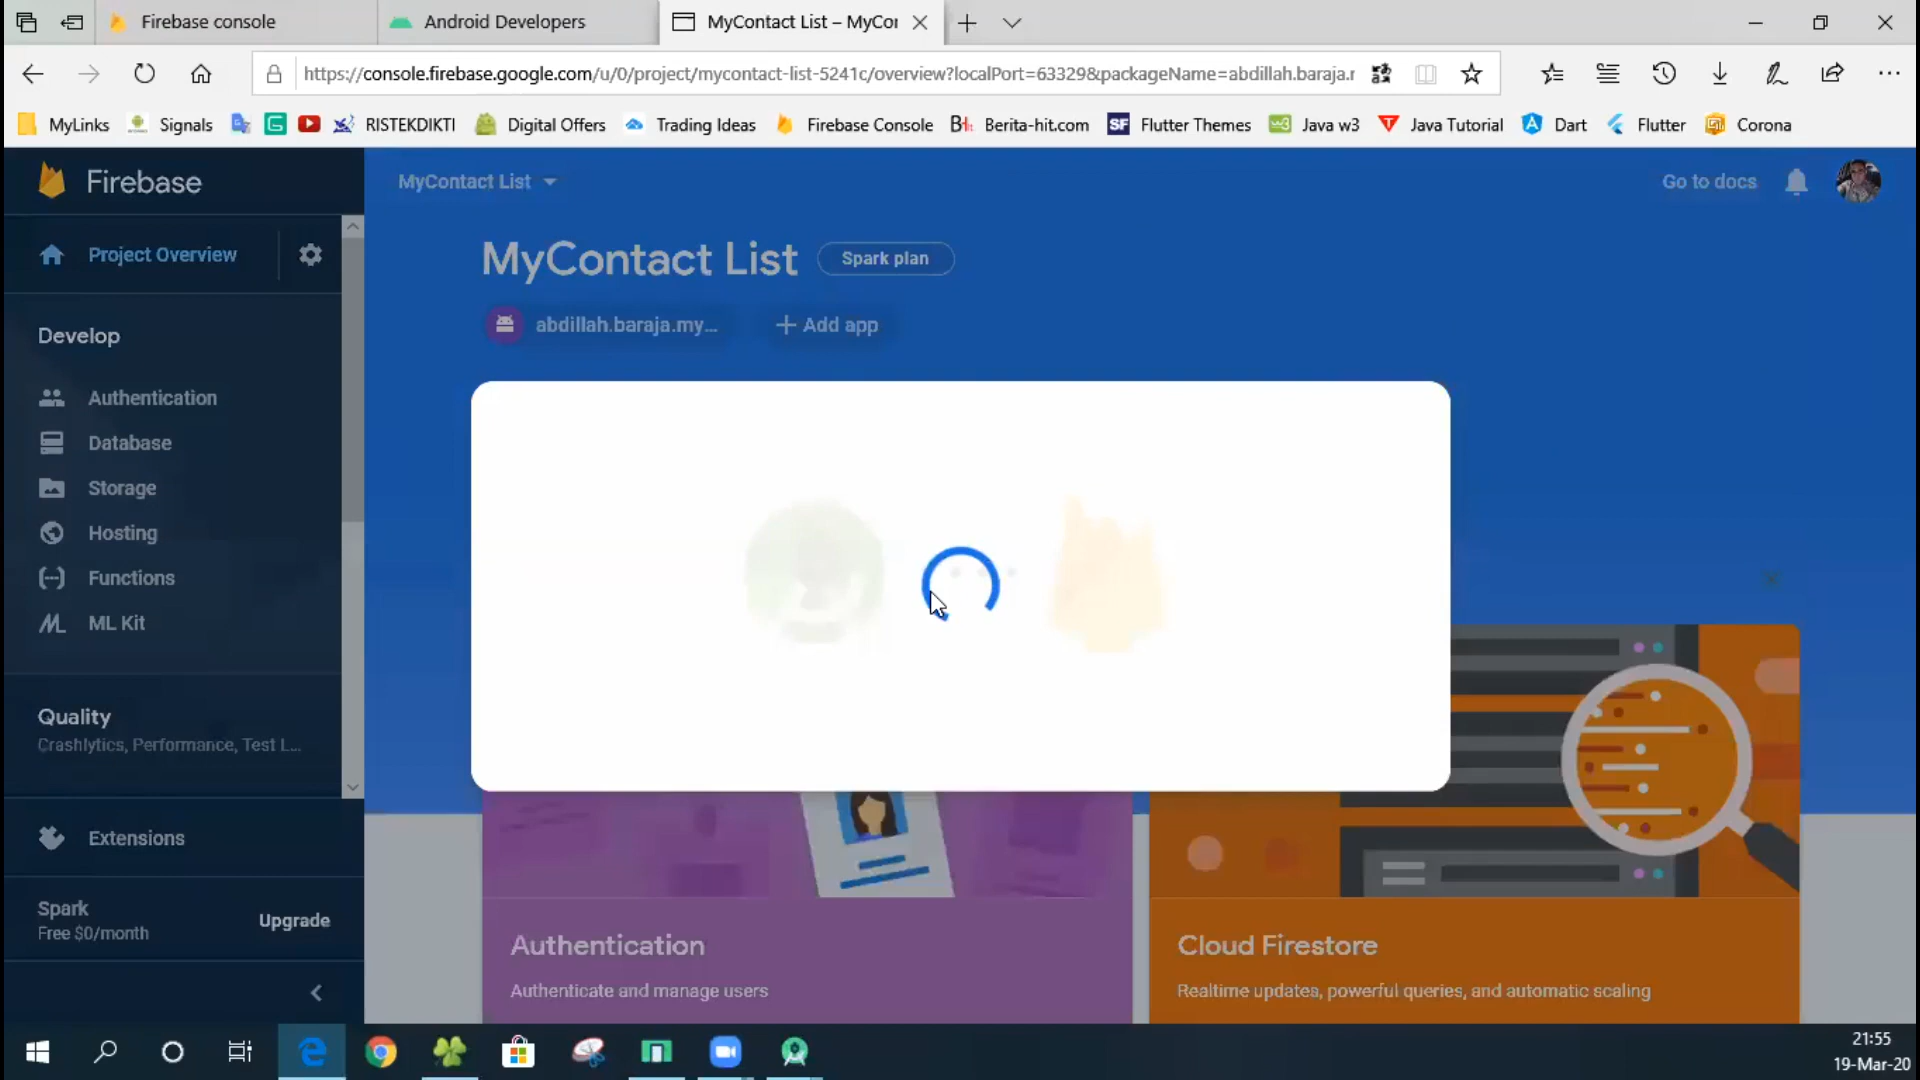 Firebase console
Android Developers
MyContact List – MyCor
https://console.firebase.google.com/u/0/project/mycontact-list-5241c/overview?localPort=63329&packageName=abdillah.baraja.r
MyLinks
Signals
RISTEKDIKTI
Digital Offers
Trading Ideas
Firebase Console
Berita-hit.com
Flutter Themes
Java w3
Java Tutorial
Dart
Flutter
Corona
Firebase
MyContact List
Go to docs
Project Overview
MyContact List
Spark plan
abdillah.baraja.my...
+ Add app
Develop
Authentication
Database
Storage
Hosting
Functions
ML Kit
Quality
Crashlytics, Performance, Test L...
Extensions
Spark
Free $0/month
Upgrade
Authentication
Authenticate and manage users
Cloud Firestore
Realtime updates, powerful queries, and automatic scaling
21:55
19-Mar-20